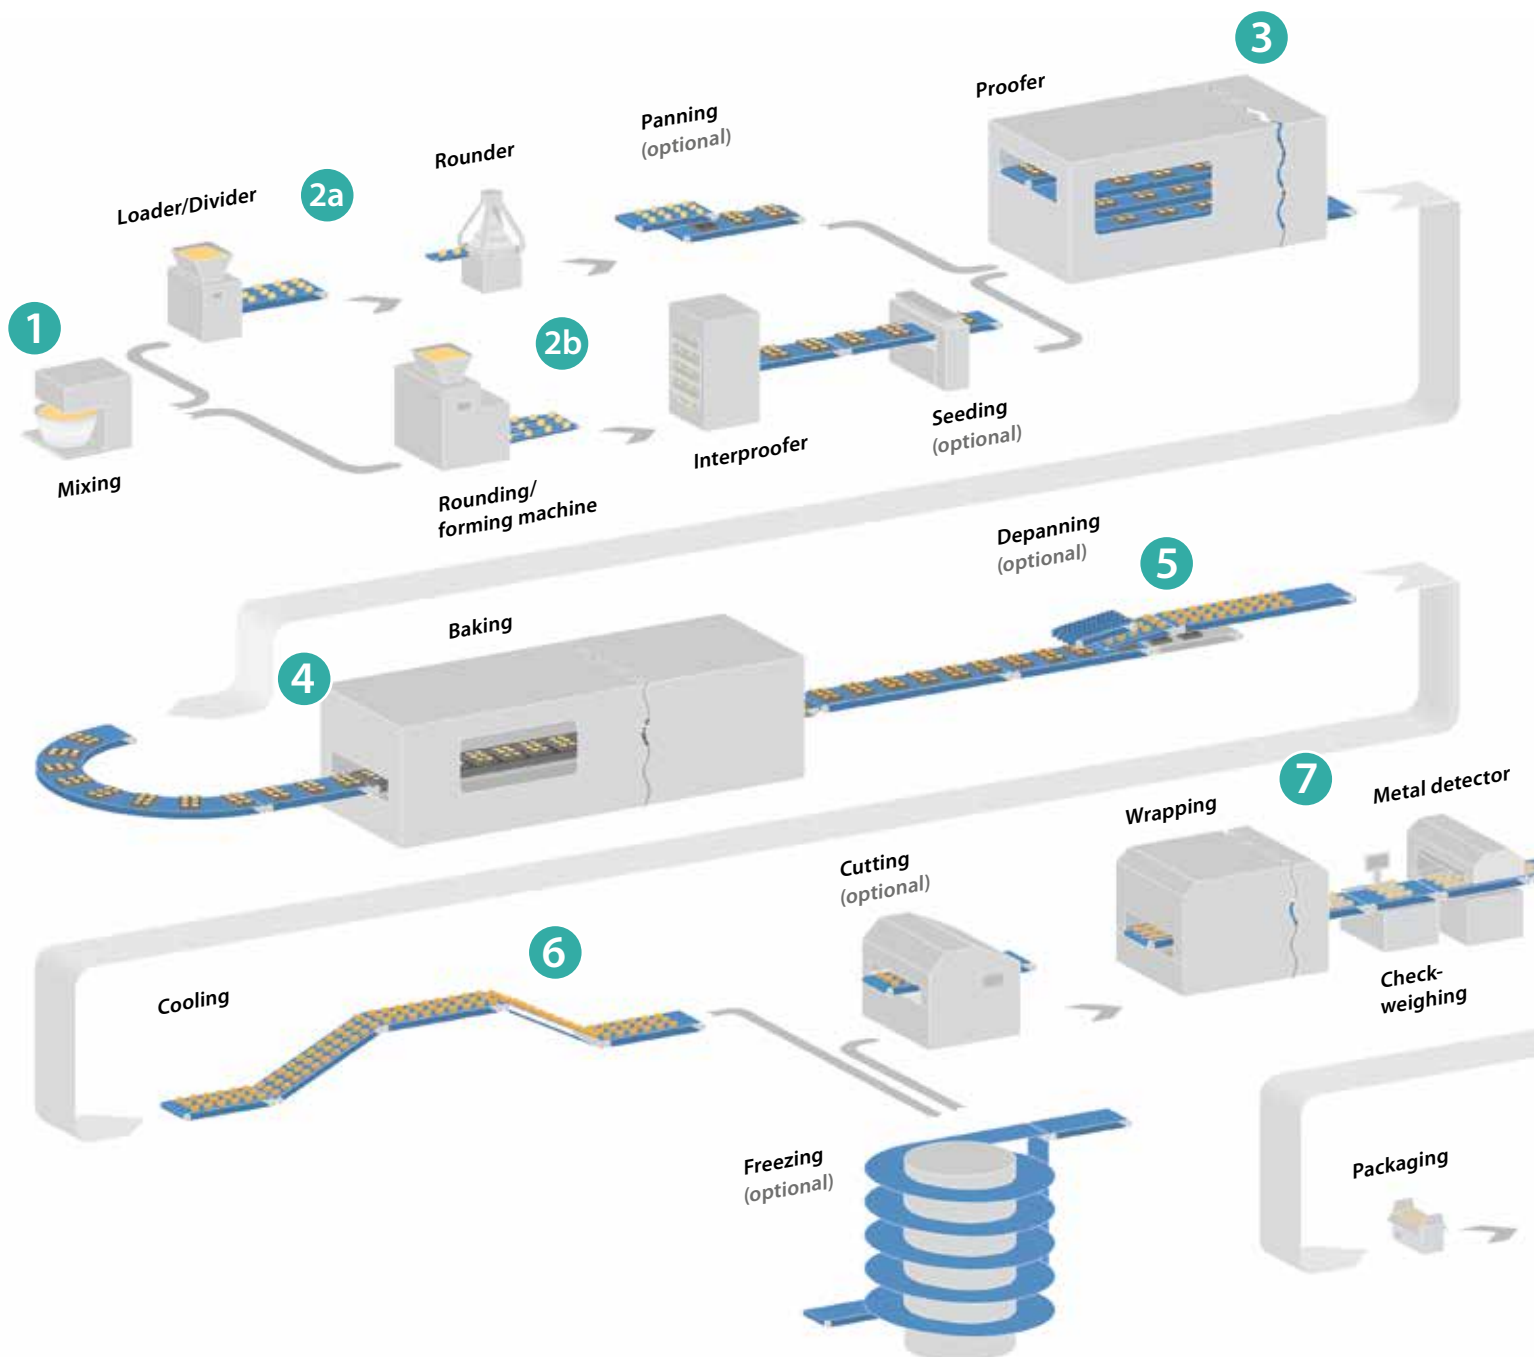 1
Mixing
2a
Loader/Divider
Rounder
Panning
(optional)
2b
Rounding/
forming machine
Interproofer
Seeding
(optional)
3
Proofer
4
Baking
5
Depanning
(optional)
6
Cooling
Freezing
(optional)
Cutting
(optional)
7
Wrapping
Metal detector
Check-
weighing
Packaging